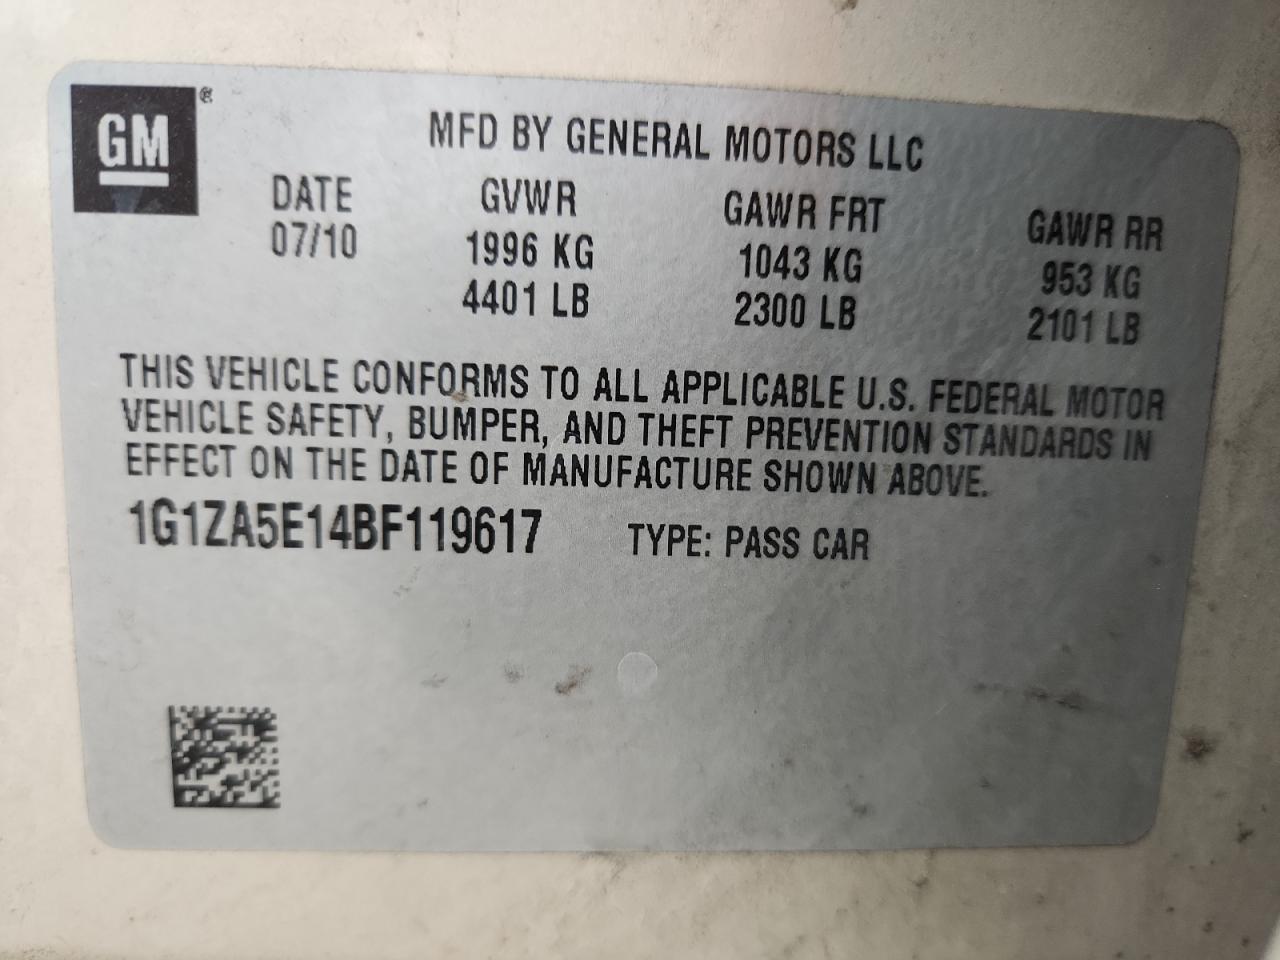 GM ®
MFD BY GENERAL MOTORS LLC
DATE GVWR GAWR FRT GAWR RR
07/10 1996 KG 1043 KG 953 KG
4401 LB 2300 LB 2101 LB
THIS VEHICLE CONFORMS TO ALL APPLICABLE U.S. FEDERAL MOTOR
VEHICLE SAFETY, BUMPER, AND THEFT PREVENTION STANDARDS IN
EFFECT ON THE DATE OF MANUFACTURE SHOWN ABOVE.
1G1ZA5E14BF119617 TYPE: PASS CAR